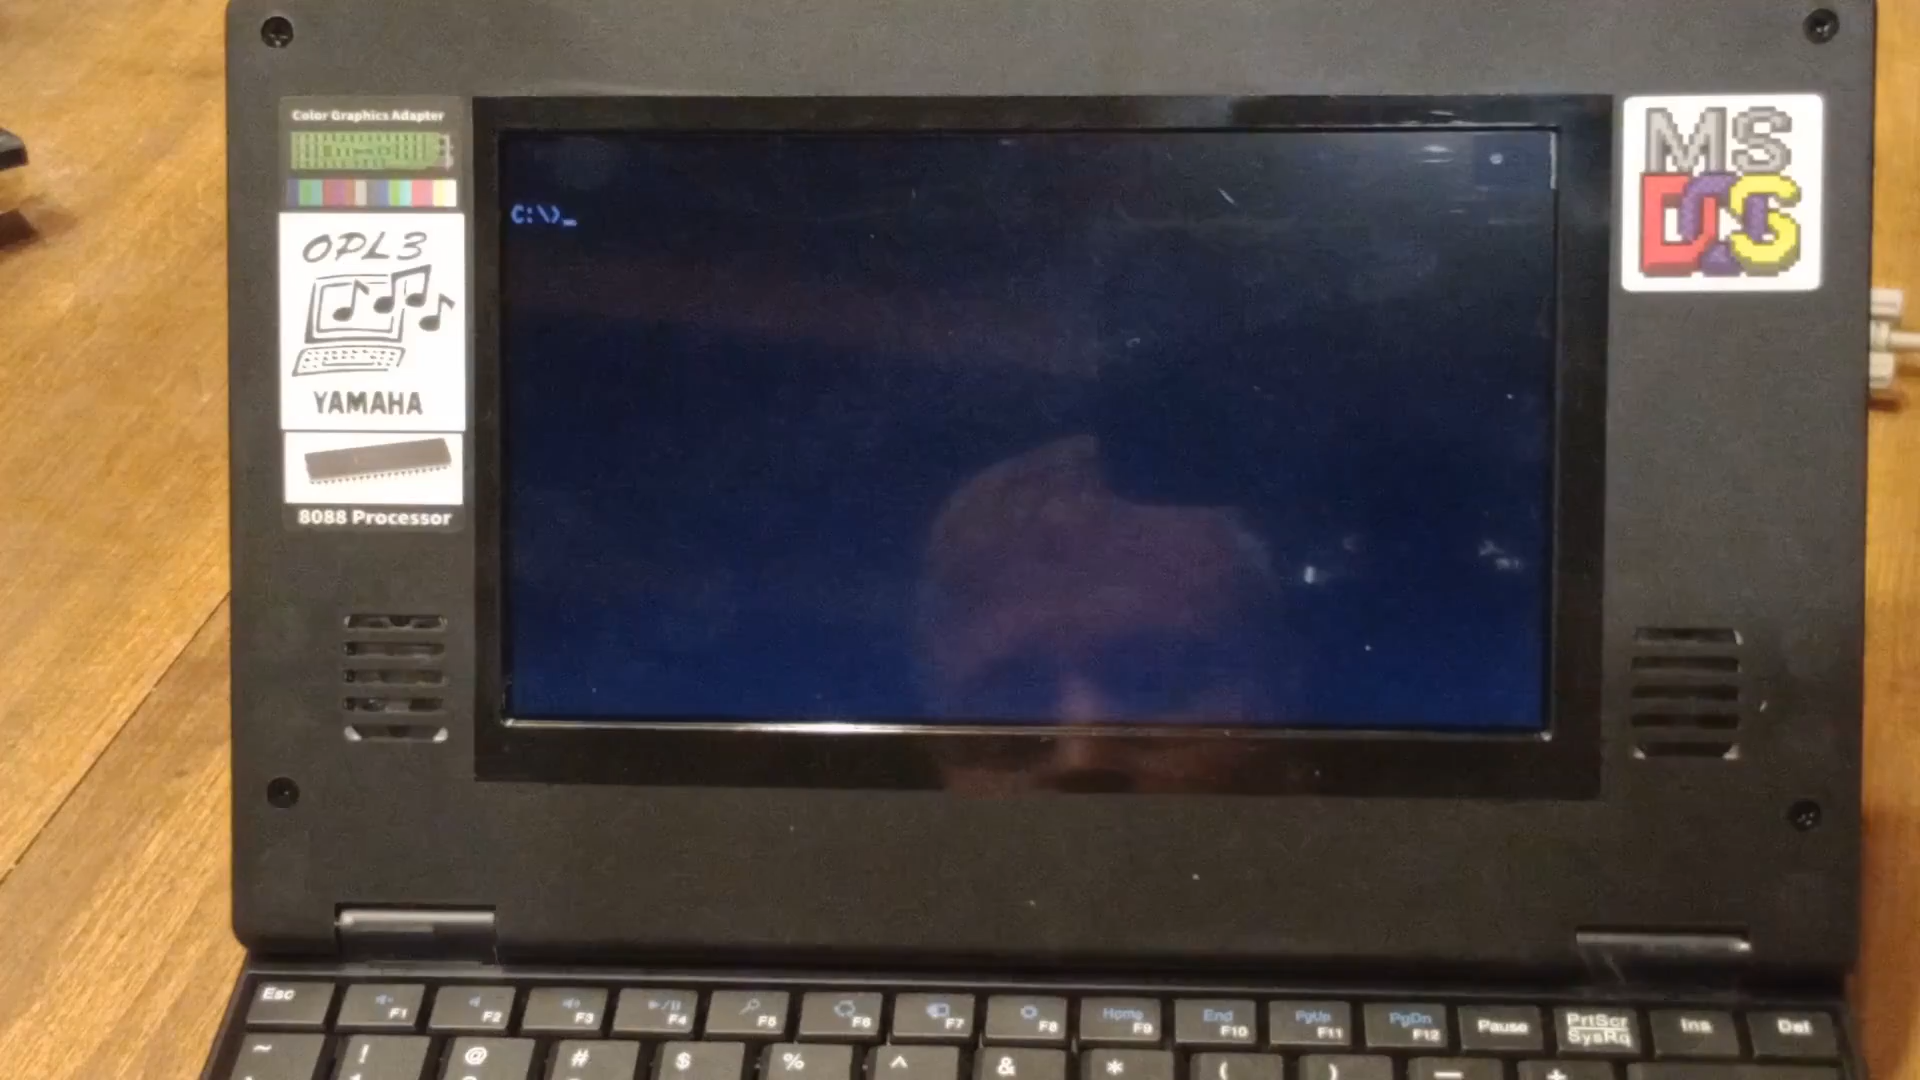 Color Graphics Adapter
OPL3
YAMAHA
8088 Processor
C:\>_
MS
DOS
Esc
F1
F2
F3
F4
F5
F6
F7
F8
Home
F9
End
F10
PgUp
F11
PgDn
F12
Pause
PrtScr
SysRq
Ins
Del
~ ! @ # $ % ^ & * ( ) — +